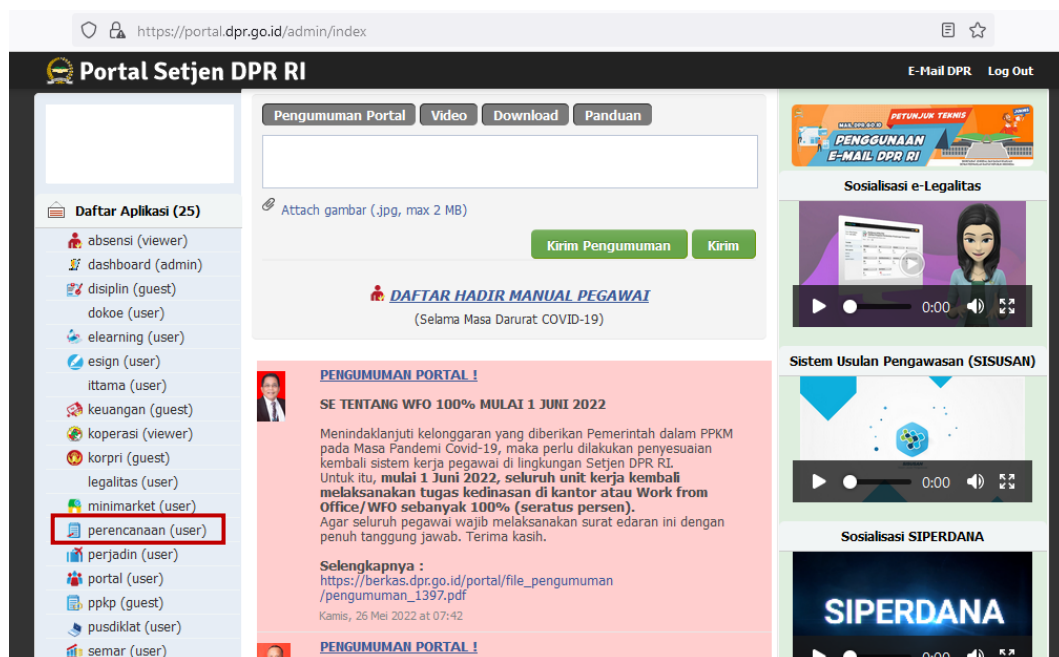 https://portal.dpr.go.id/admin/index
Portal Setjen DPR RI
E-Mail DPR Log Out
Daftar Aplikasi (25)
absensi (viewer)
dashboard (admin)
disiplin (guest)
dokoe (user)
elearning (user)
esign (user)
ittama (user)
keuangan (guest)
koperasi (viewer)
korpri (guest)
legalitas (user)
minimarket (user)
perencanaan (user)
perjadin (user)
portal (user)
ppkp (guest)
pusdiklat (user)
semar (user)
Pengumuman Portal Video Download Panduan
Attach gambar (.jpg, max 2 MB)
Kirim Pengumuman Kirim
DAFTAR HADIR MANUAL PEGAWAI
(Selama Masa Darurat COVID-19)
PENGUMUMAN PORTAL !
SE TENTANG WFO 100% MULAI 1 JUNI 2022
Menindaklanjuti kelonggaran yang diberikan Pemerintah dalam PPKM
pada Masa Pandemi Covid-19, maka perlu dilakukan penyesuaian
kembali sistem kerja pegawai di lingkungan Setjen DPR RI.
Untuk itu, mulai 1 Juni 2022, seluruh unit kerja kembali
melaksanakan tugas kedinasan di kantor atau Work from
Office/WFO sebanyak 100% (seratus persen).
Agar seluruh pegawai wajib melaksanakan surat edaran ini dengan
penuh tanggung jawab. Terima kasih.
Selengkapnya :
https://berkas.dpr.go.id/portal/file_pengumuman
/pengumuman_1397.pdf
Kamis, 26 Mei 2022 at 07:42
PENGUMUMAN PORTAL !
PETUNJUK TEKNIS
PENGGUNAAN
E-MAIL DPR RI
Sosialisasi e-Legalitas
0:00
Sistem Usulan Pengawasan (SISUSAN)
0:00
Sosialisasi SIPERDANA
SIPERDANA
0:00